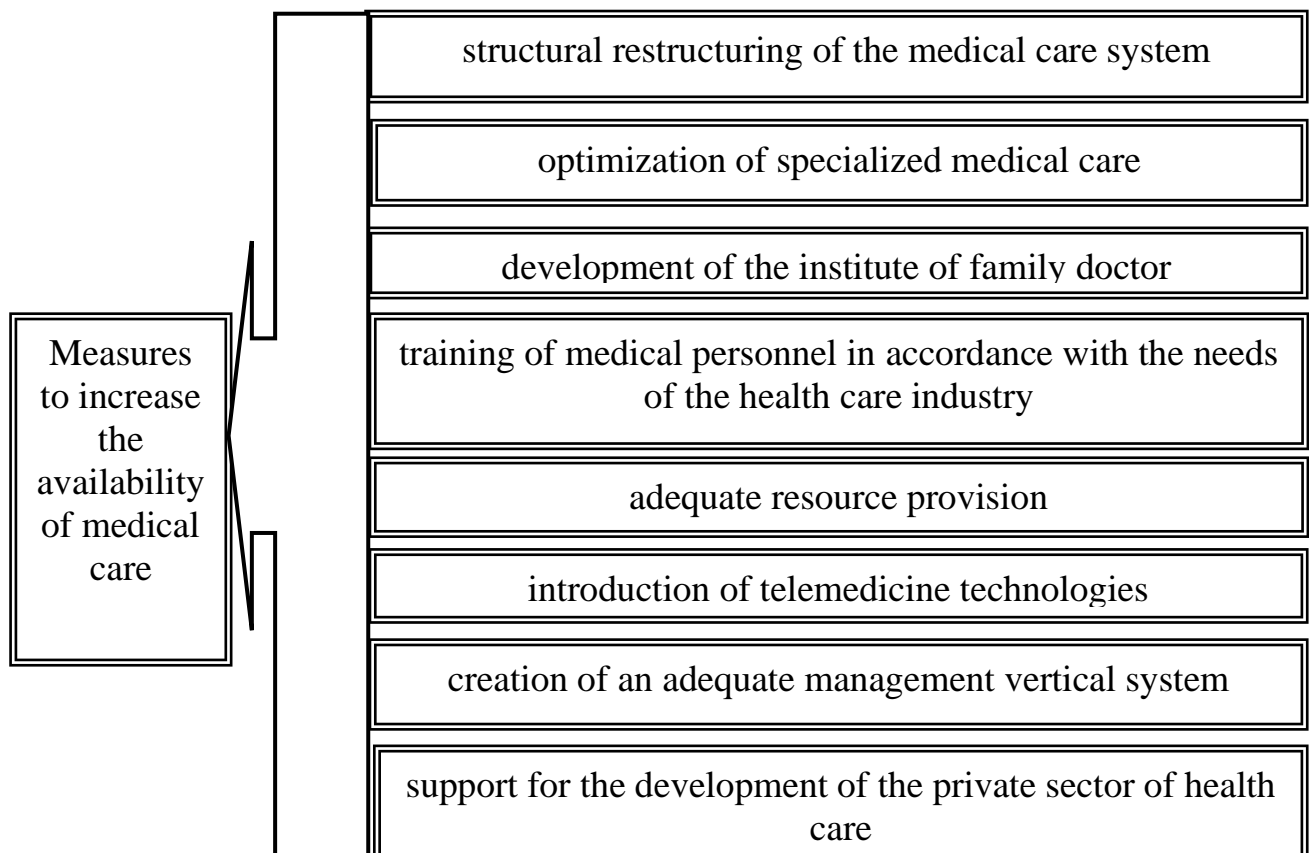 structural restructuring of the medical care system
optimization of specialized medical care
development of the institute of family doctor
Measures
to increase
the
availability
of medical
care
training of medical personnel in accordance with the needs
of the health care industry
adequate resource provision
introduction of telemedicine technologies
creation of an adequate management vertical system
support for the development of the private sector of health
care